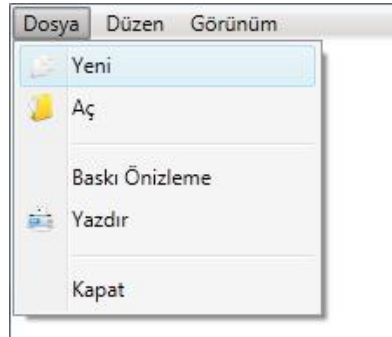 Dosya Düzen Görünüm
Yeni
Aç
Baskı Önizleme
Yazdır
Kapat